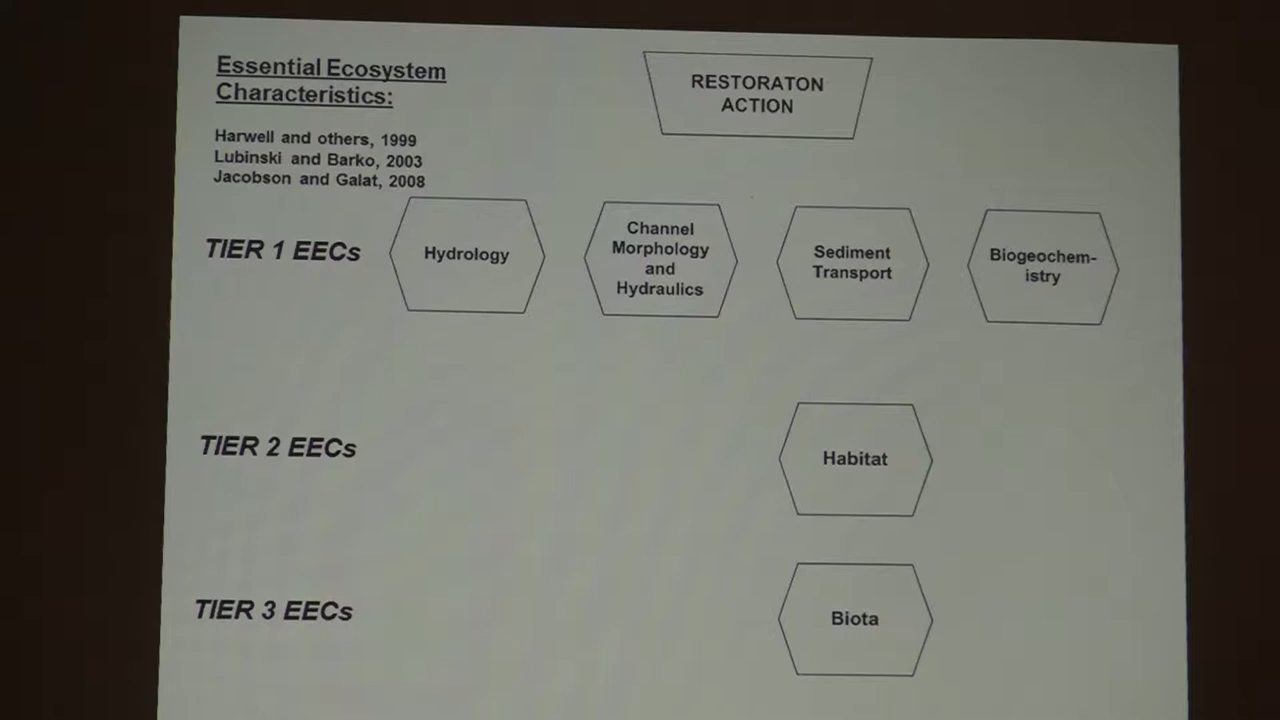 Essential Ecosystem
Characteristics:
Harwell and others, 1999
Lubinski and Barko, 2003
Jacobson and Galat, 2008
RESTORATON
ACTION
TIER 1 EECs
Hydrology
Channel
Morphology
and
Hydraulics
Sediment
Transport
Biogeochem-
istry
TIER 2 EECs
Habitat
TIER 3 EECs
Biota